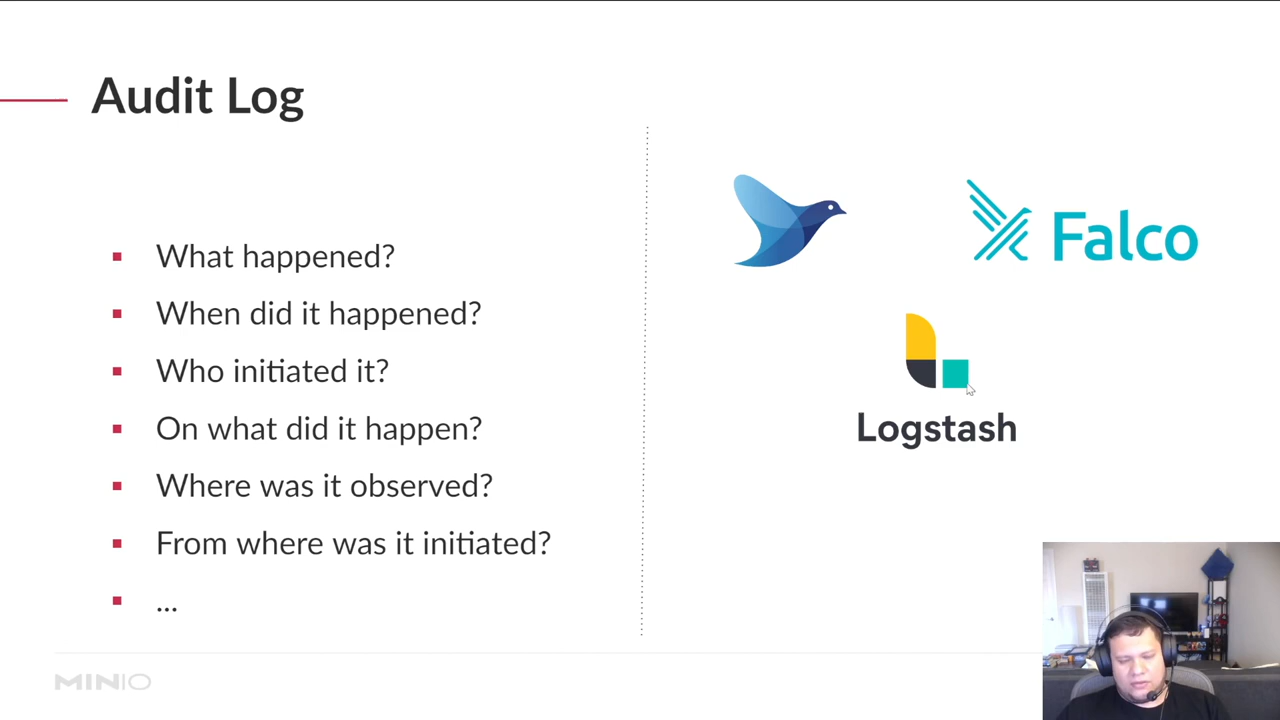 Audit Log
What happened?
When did it happened?
Who initiated it?
On what did it happen?
Where was it observed?
From where was it initiated?
...
Falco
Logstash
MINIO